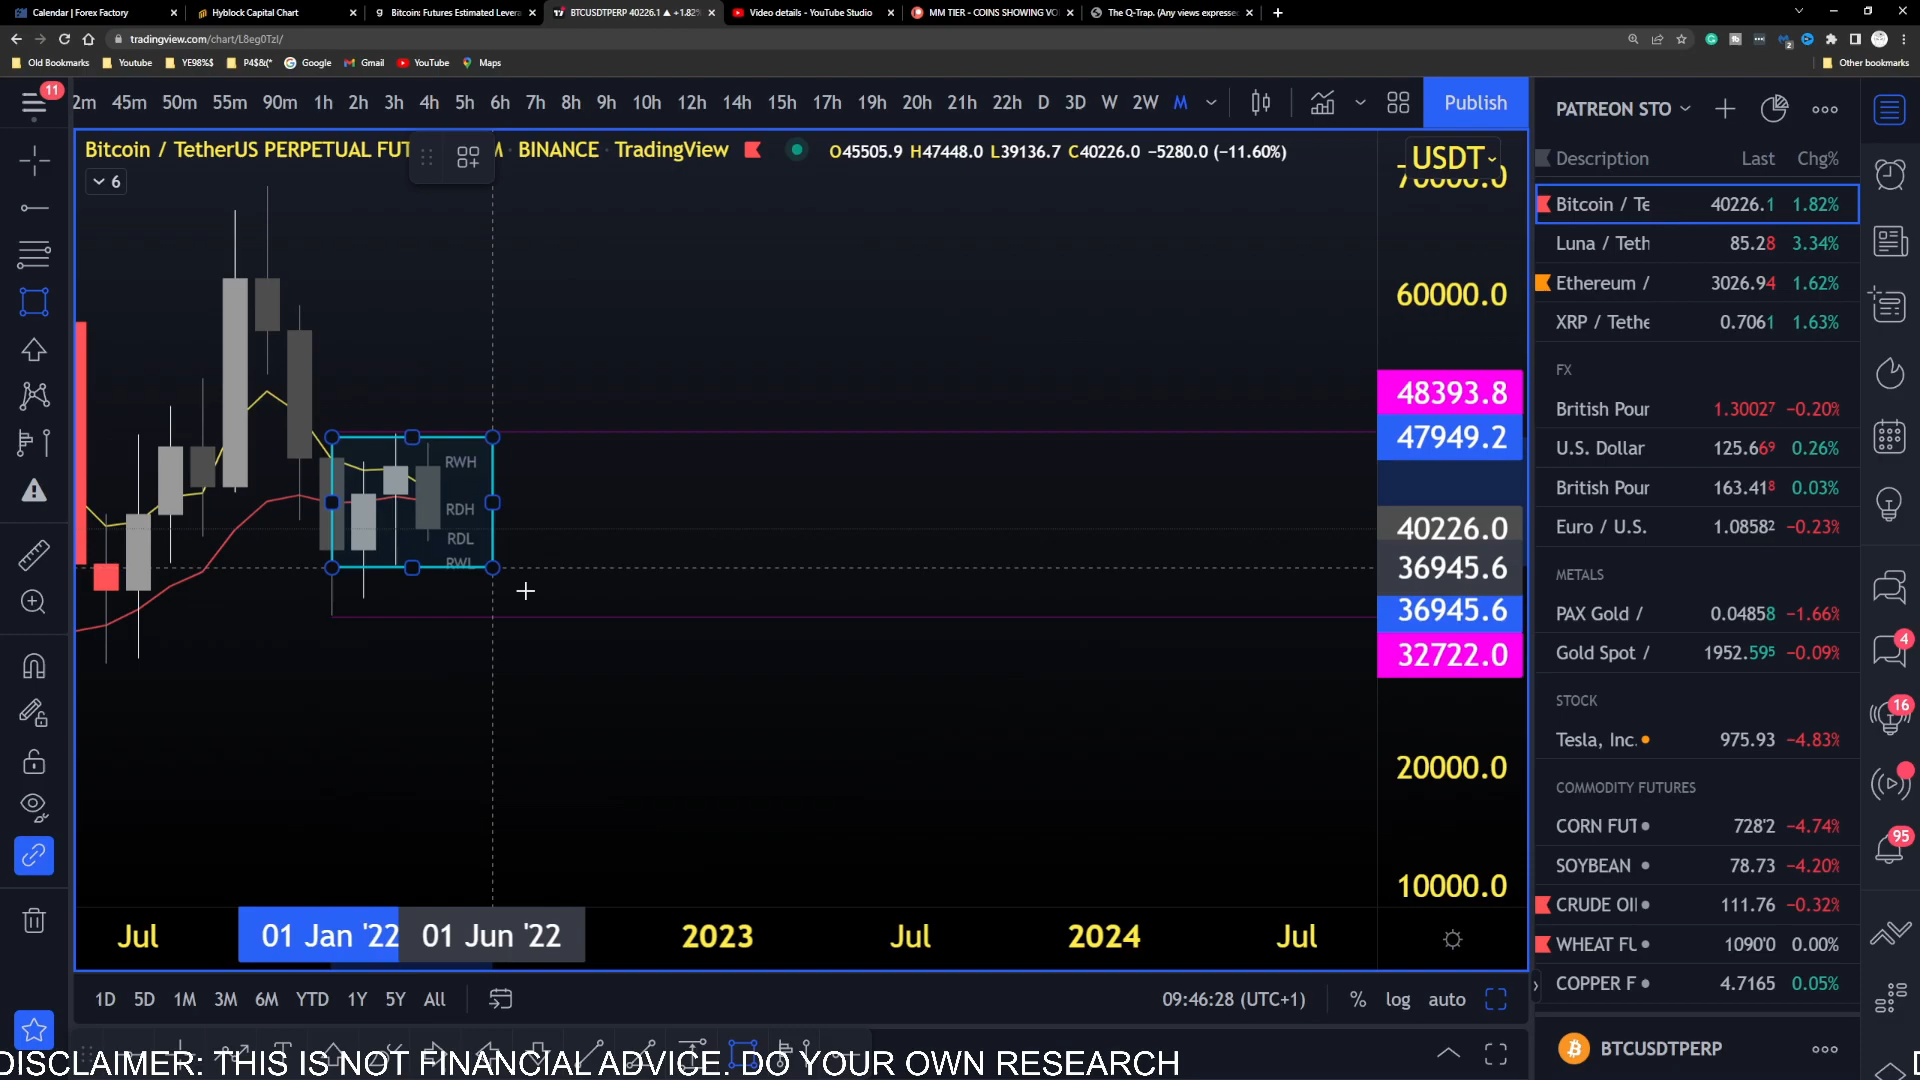 Calendar | Forex Factory
Hyblock Capital Chart
Bitcoin: Futures Estimated Levera
BTCUSDTPERP 40226.1 ▲ +1.82%
Video details - YouTube Studio
MM TIER - COINS SHOWING VO
The Q-Trap. (Any views expresse
tradingview.com/chart/L8eg0TzI/
Old Bookmarks
Youtube
YE98%$
P4$&(*
Google
Gmail
YouTube
Maps
Other bookmarks
11
2m 45m 50m 55m 90m 1h 2h 3h 4h 5h 6h 7h 8h 9h 10h 12h 14h 15h 17h 19h 20h 21h 22h D 3D W 2W M
Publish
PATREON STO
Bitcoin / TetherUS PERPETUAL FUT
BINANCE · TradingView
O45505.9 H47448.0 L39136.7 C40226.0 −5280.0 (−11.60%)
6
USDT
70000.0
60000.0
48393.8
47949.2
40226.0
36945.6
36945.6
32722.0
20000.0
10000.0
RWH
RDH
RDL
RWL
Jul
01 Jan '22
01 Jun '22
2023
Jul
2024
Jul
Description Last Chg%
Bitcoin / Te 40226.1 1.82%
Luna / Teth 85.28 3.34%
Ethereum / 3026.94 1.62%
XRP / Tethe 0.7061 1.63%
FX
British Pour 1.30027 −0.20%
U.S. Dollar 125.669 0.26%
British Pour 163.418 0.03%
Euro / U.S. 1.08582 −0.23%
METALS
PAX Gold / 0.04858 −1.66%
Gold Spot / 1952.595 −0.09%
STOCK
Tesla, Inc. 975.93 −4.83%
COMMODITY FUTURES
CORN FUT 728'2 −4.74%
SOYBEAN 78.73 −4.20%
CRUDE OIL 111.76 −0.32%
WHEAT FU 1090'0 0.00%
COPPER F 4.7165 0.05%
4
16
95
1D 5D 1M 3M 6M YTD 1Y 5Y All
09:46:28 (UTC+1)
% log auto
BTCUSDTPERP
DISCLAIMER: THIS IS NOT FINANCIAL ADVICE. DO YOUR OWN RESEARCH